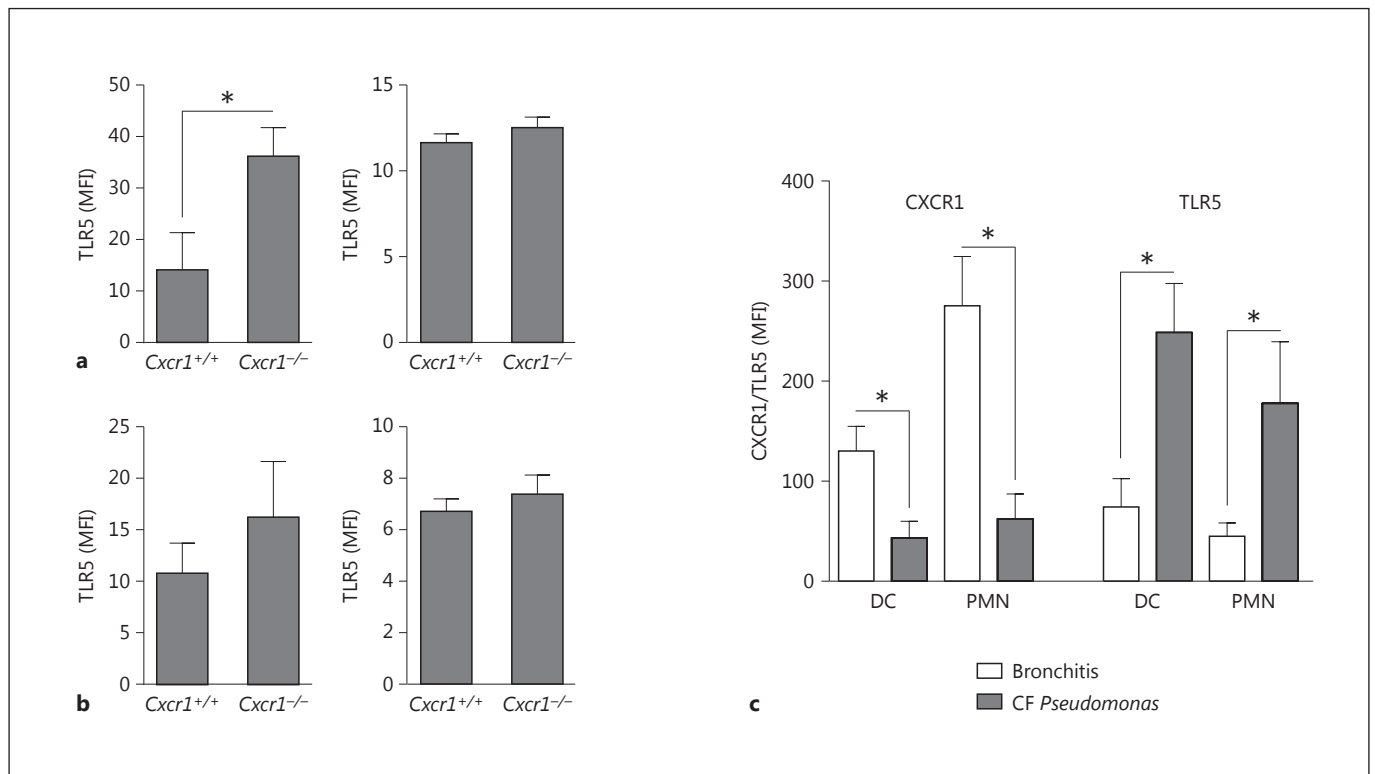 50
40
30
20
10
0
TLR5 (MFI)
*
Cxcr1+/+ Cxcr1–/–
a
15
10
5
0
TLR5 (MFI)
Cxcr1+/+ Cxcr1–/–
25
20
15
10
5
0
TLR5 (MFI)
Cxcr1+/+ Cxcr1–/–
b
10
8
6
4
2
0
TLR5 (MFI)
Cxcr1+/+ Cxcr1–/–
400
300
200
100
0
CXCR1/TLR5 (MFI)
CXCR1 TLR5
* * * *
DC PMN DC PMN
Bronchitis
CF Pseudomonas
c